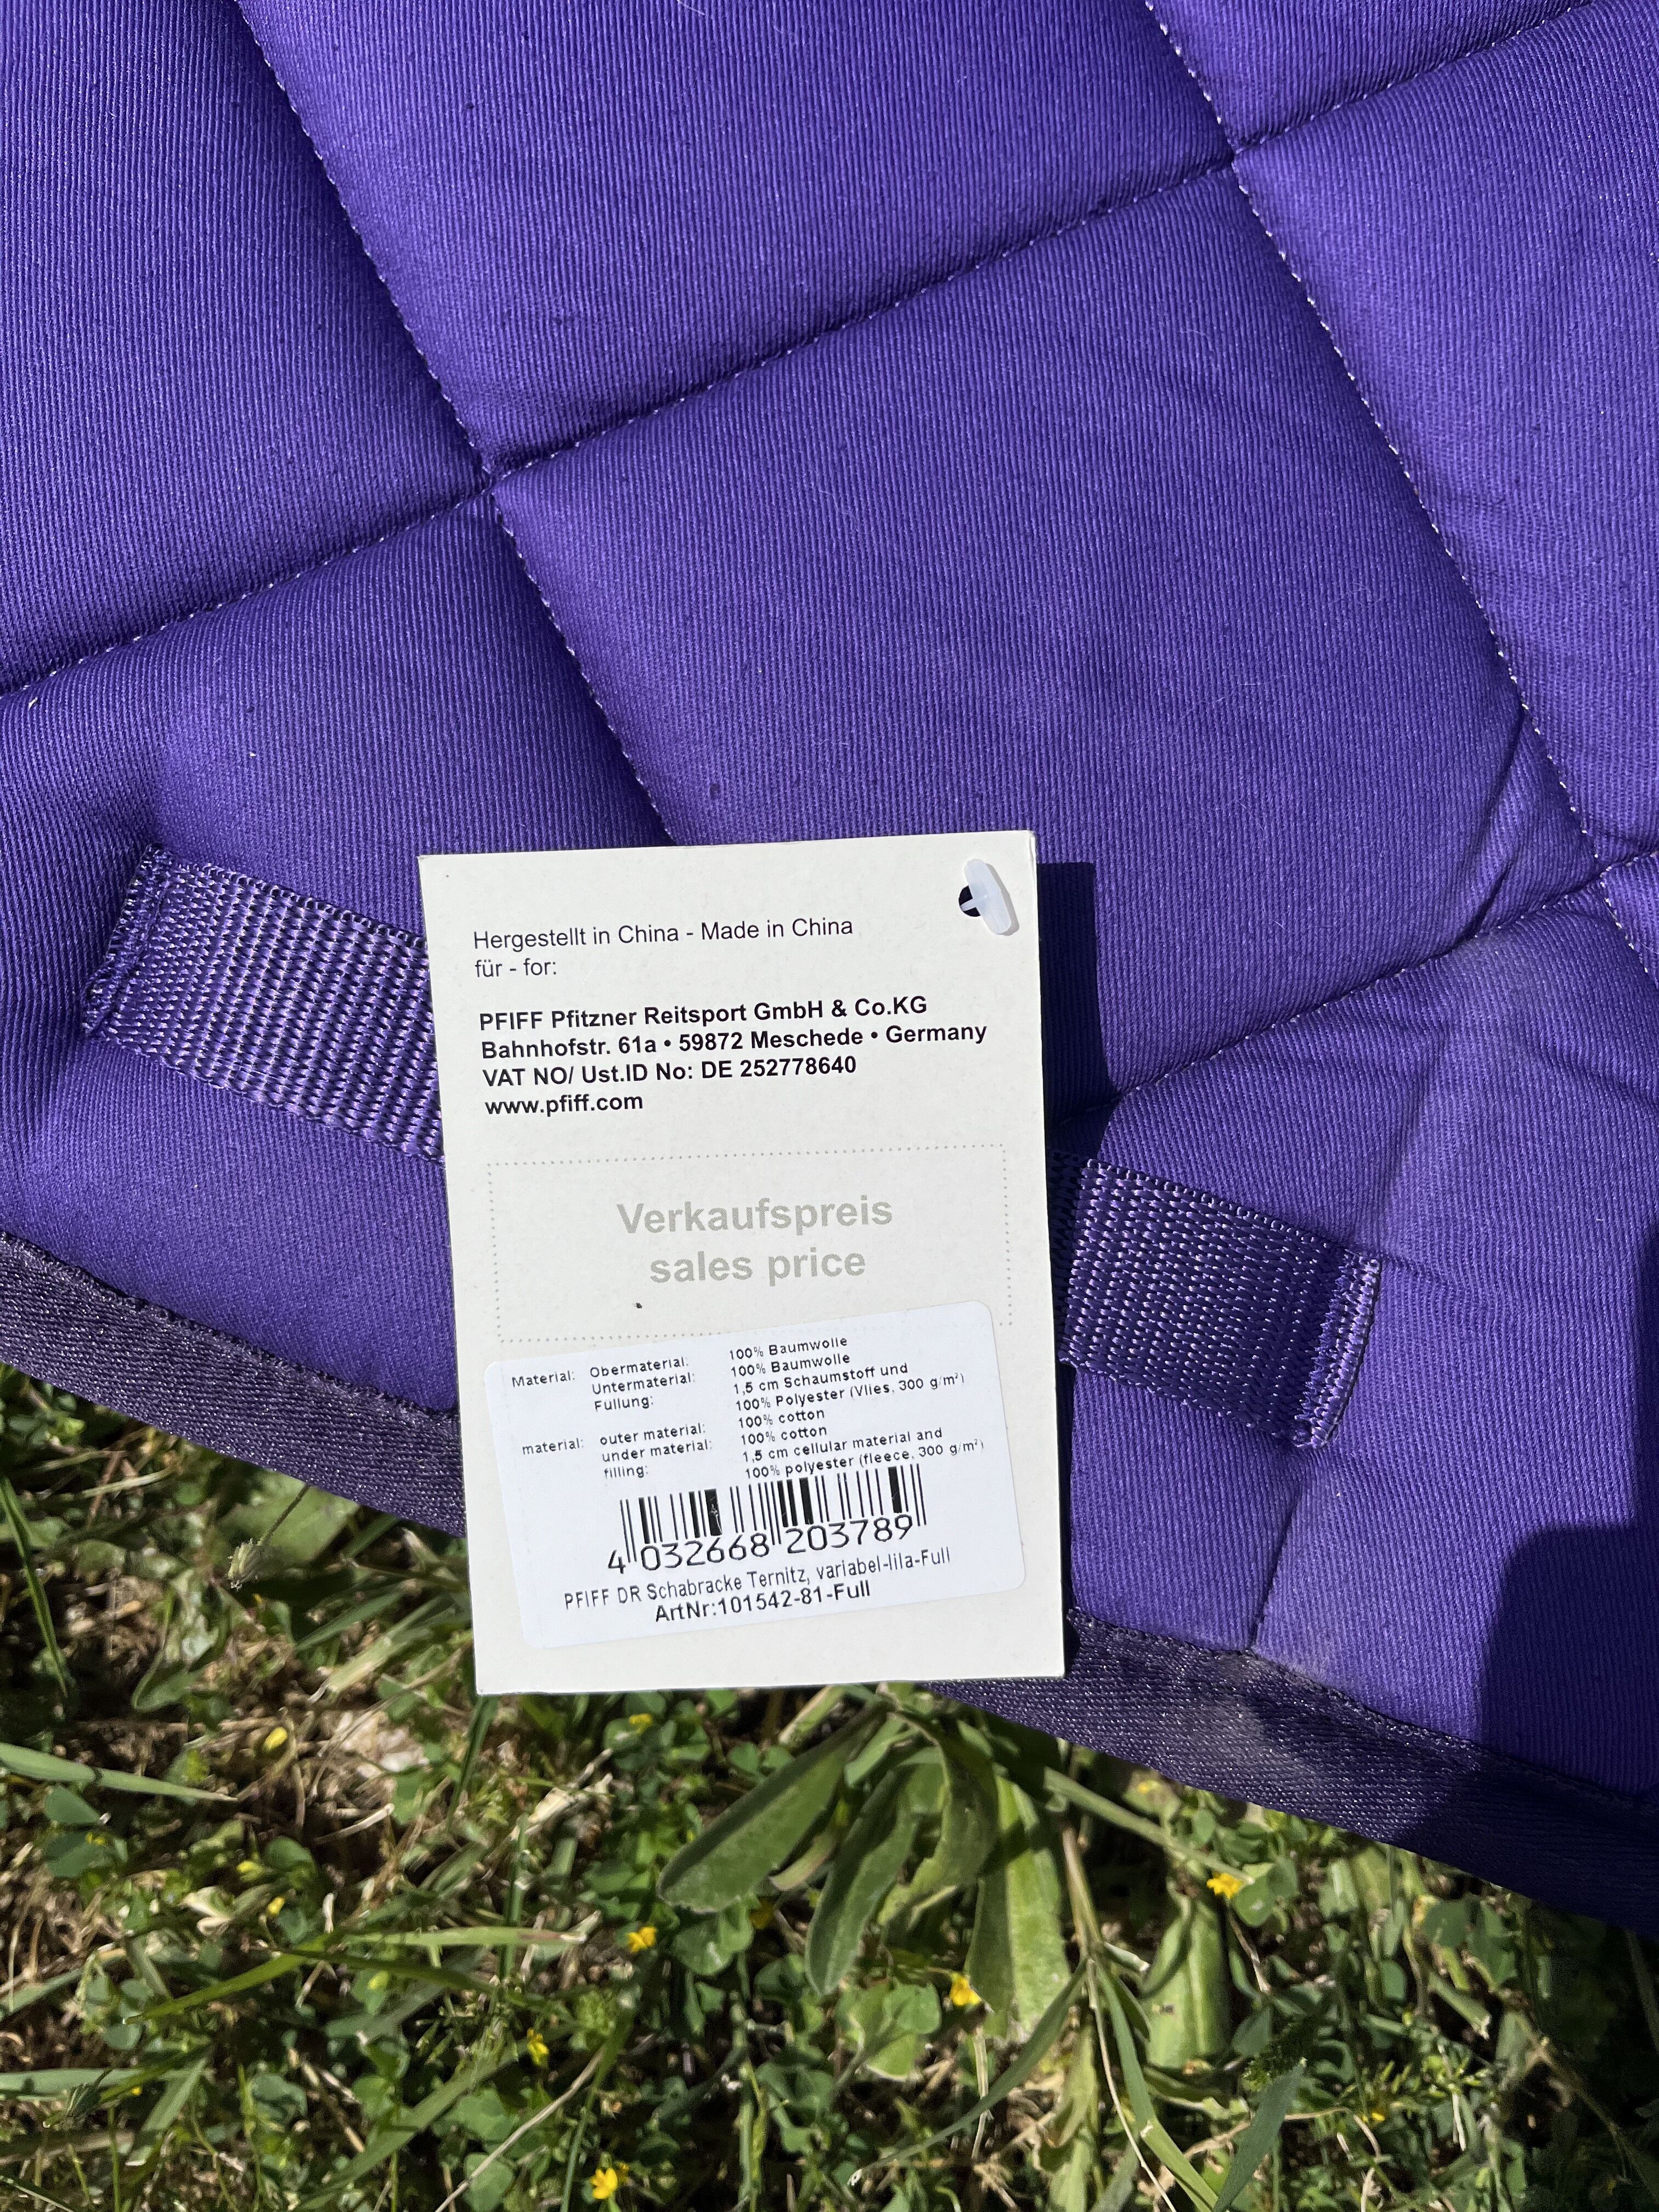 Hergestellt in China - Made in China
für - for:
PFIFF Pfitzner Reitsport GmbH & Co.KG
Bahnhofstr. 61a • 59872 Meschede • Germany
VAT NO/ Ust.ID No: DE 252778640
www.pfiff.com
Verkaufspreis
sales price
Material: Obermaterial: 100% Baumwolle
Untermaterial: 100% Baumwolle
Fullung: 1,5 cm Schaumstoff und
100% Polyester (Vlies, 300 g/m²)
material: outer material: 100% cotton
under material: 100% cotton
filling: 1,5 cm cellular material and
100% polyester (fleece, 300 g/m²)
4 032668 203789
PFIFF DR Schabracke Ternitz, variabel-lila-Full
ArtNr:101542-81-Full